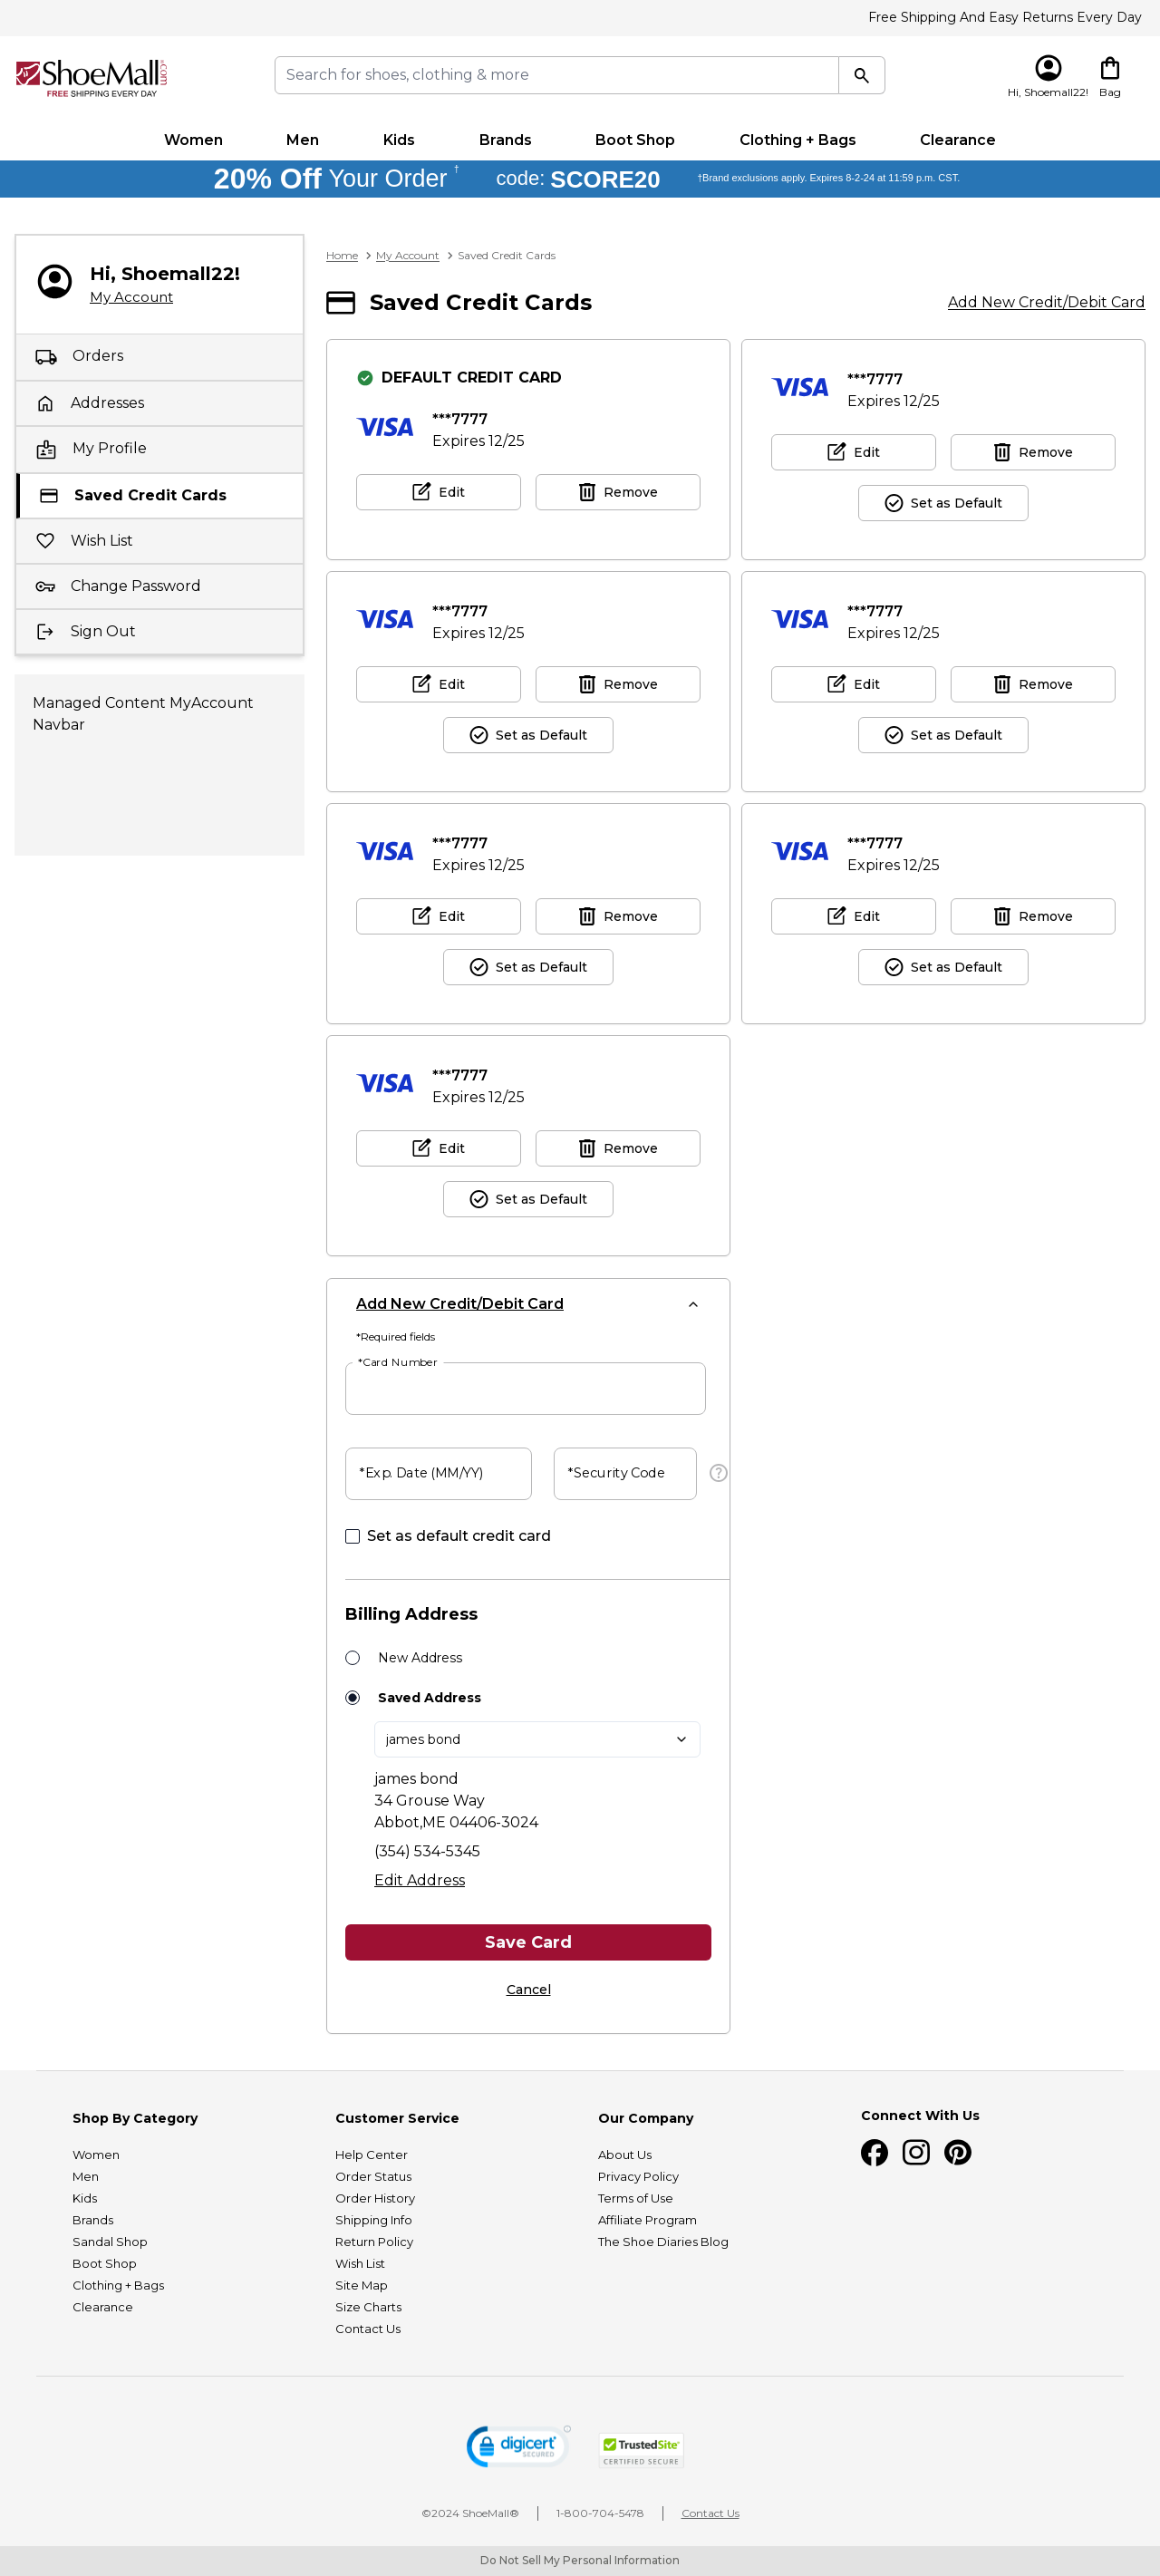 Free Shipping And Easy Returns Every Day
ShoeMall.com
FREE SHIPPING EVERY DAY
Search for shoes, clothing & more
Hi, Shoemall22!
Bag
Women
Men
Kids
Brands
Boot Shop
Clothing + Bags
Clearance
20% Off Your Order †
code: SCORE20
†Brand exclusions apply. Expires 8-2-24 at 11:59 p.m. CST.
Hi, Shoemall22!
My Account
Orders
Addresses
My Profile
Saved Credit Cards
Wish List
Change Password
Sign Out
Managed Content MyAccount
Navbar
Home > My Account > Saved Credit Cards
Saved Credit Cards
Add New Credit/Debit Card
DEFAULT CREDIT CARD
VISA
***7777
Expires 12/25
Edit
Remove
VISA
***7777
Expires 12/25
Edit
Remove
Set as Default
VISA
***7777
Expires 12/25
Edit
Remove
Set as Default
VISA
***7777
Expires 12/25
Edit
Remove
Set as Default
VISA
***7777
Expires 12/25
Edit
Remove
Set as Default
VISA
***7777
Expires 12/25
Edit
Remove
Set as Default
VISA
***7777
Expires 12/25
Edit
Remove
Set as Default
Add New Credit/Debit Card
*Required fields
*Card Number
*Exp. Date (MM/YY)
*Security Code
?
Set as default credit card
Billing Address
New Address
Saved Address
james bond
james bond
34 Grouse Way
Abbot,ME 04406-3024
(354) 534-5345
Edit Address
Save Card
Cancel
Shop By Category
Women
Men
Kids
Brands
Sandal Shop
Boot Shop
Clothing + Bags
Clearance
Customer Service
Help Center
Order Status
Order History
Shipping Info
Return Policy
Wish List
Site Map
Size Charts
Contact Us
Our Company
About Us
Privacy Policy
Terms of Use
Affiliate Program
The Shoe Diaries Blog
Connect With Us
digicert
SECURED
TrustedSite
CERTIFIED SECURE
©2024 ShoeMall®
1-800-704-5478
Contact Us
Do Not Sell My Personal Information